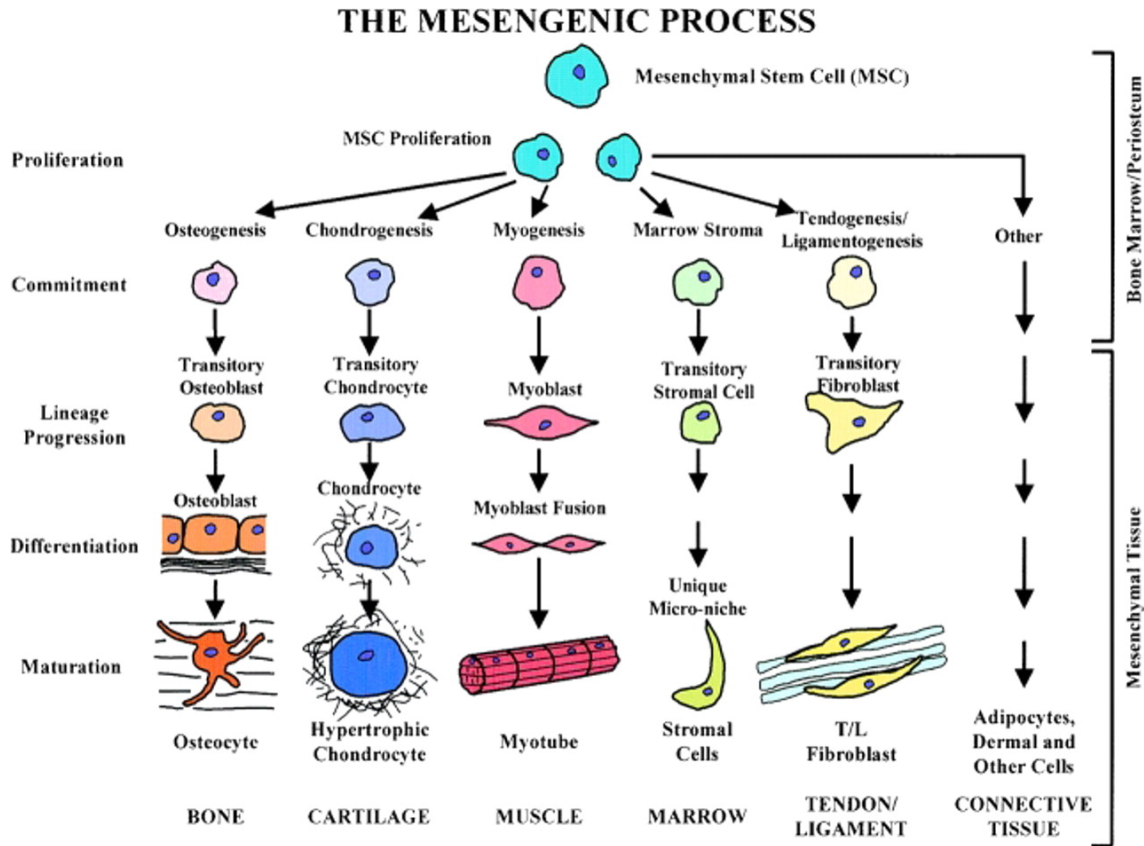 THE MESENGENIC PROCESS
Mesenchymal Stem Cell (MSC)
MSC Proliferation
Proliferation
Osteogenesis
Chondrogenesis
Myogenesis
Marrow Stroma
Tendogenesis/
Ligamentogenesis
Other
Commitment
Transitory
Osteoblast
Transitory
Chondrocyte
Myoblast
Transitory
Stromal Cell
Transitory
Fibroblast
Lineage
Progression
Osteoblast
Chondrocyte
Myoblast Fusion
Differentiation
Unique
Micro-niche
Maturation
Osteocyte
Hypertrophic
Chondrocyte
Myotube
Stromal
Cells
T/L
Fibroblast
Adipocytes,
Dermal and
Other Cells
BONE
CARTILAGE
MUSCLE
MARROW
TENDON/
LIGAMENT
CONNECTIVE
TISSUE
Bone Marrow/Periosteum
Mesenchymal Tissue